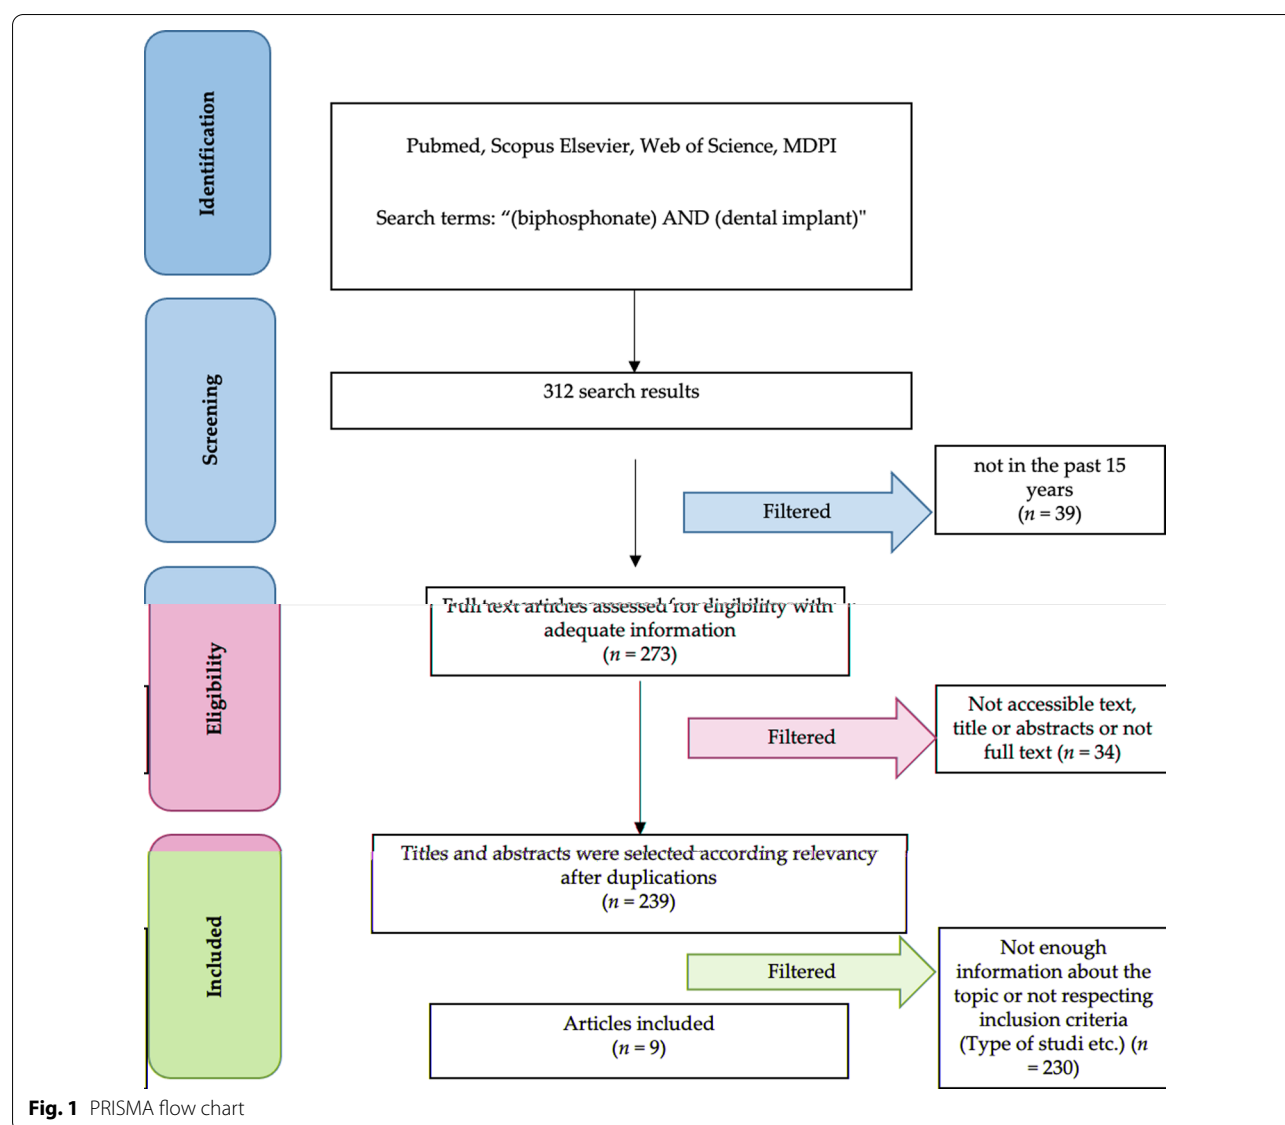 Identification
Pubmed, Scopus Elsevier, Web of Science, MDPI
Search terms: “(biphosphonate) AND (dental implant)"
Screening
312 search results
Filtered
not in the past 15
years
(n = 39)
Eligibility
Full text articles assessed for eligibility with
adequate information
(n = 273)
Filtered
Not accessible text,
title or abstracts or not
full text (n = 34)
Included
Titles and abstracts were selected according relevancy
after duplications
(n = 239)
Filtered
Not enough
information about the
topic or not respecting
inclusion criteria
(Type of studi etc.) (n
= 230)
Articles included
(n = 9)
Fig. 1 PRISMA flow chart